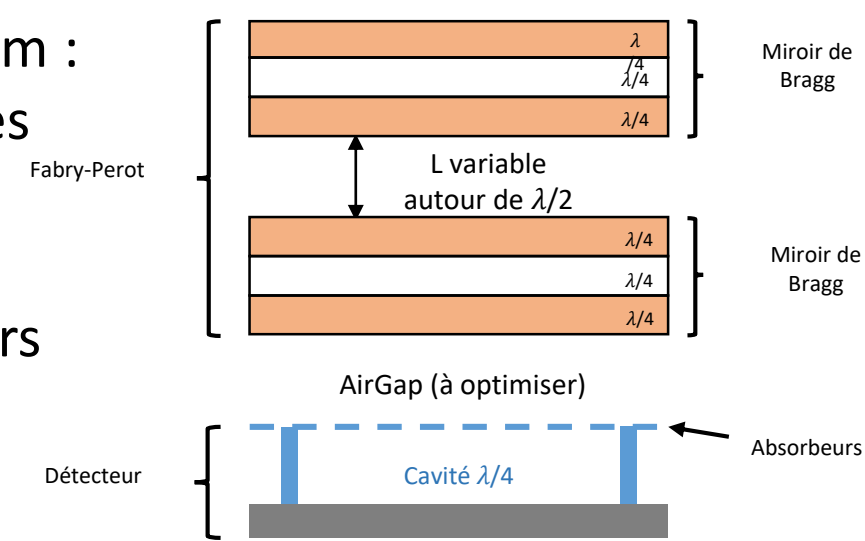 m :
es
rs
Fabry-Perot
λ
/4
λ/4
λ/4
Miroir de
Bragg
L variable
autour de λ/2
λ/4
λ/4
λ/4
Miroir de
Bragg
AirGap (à optimiser)
Détecteur
Cavité λ/4
Absorbeurs